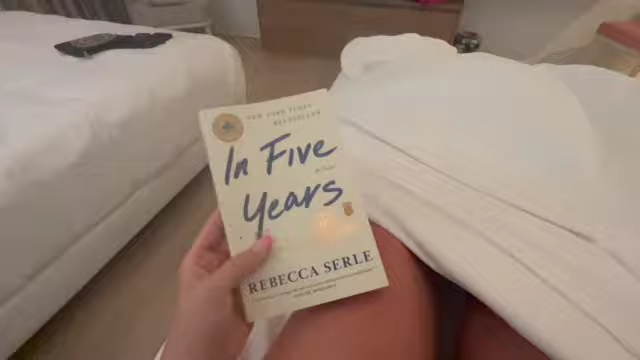 NEW YORK TIMES
BESTSELLER
In Five
Years
REBECCA SERLE